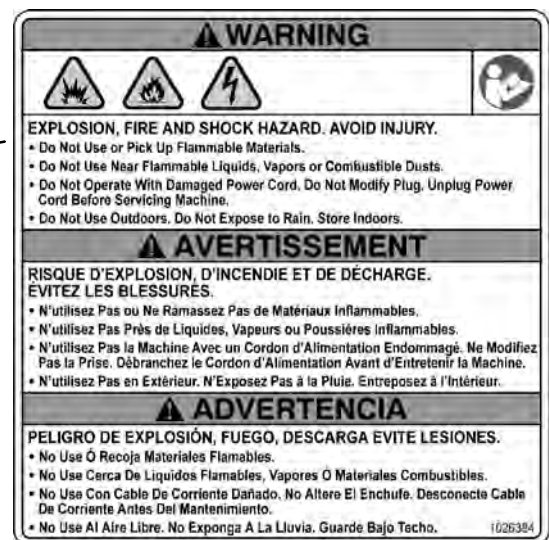 WARNING
EXPLOSION, FIRE AND SHOCK HAZARD. AVOID INJURY.
• Do Not Use or Pick Up Flammable Materials.
• Do Not Use Near Flammable Liquids, Vapors or Combustible Dusts.
• Do Not Operate With Damaged Power Cord. Do Not Modify Plug. Unplug Power
Cord Before Servicing Machine.
• Do Not Use Outdoors. Do Not Expose to Rain. Store Indoors.
AVERTISSEMENT
RISQUE D'EXPLOSION, D'INCENDIE ET DE DÉCHARGE.
ÉVITEZ LES BLESSURES.
• N'utilisez Pas ou Ne Ramassez Pas de Matériaux Inflammables.
• N'utilisez Pas Près de Liquides, Vapeurs ou Poussières Inflammables.
• N'utilisez Pas la Machine Avec un Cordon d'Alimentation Endommagé. Ne Modifiez
Pas la Prise. Débranchez le Cordon d'Alimentation Avant d'Entretenir la Machine.
• N'utilisez Pas en Extérieur. N'Exposez Pas à la Pluie. Entreposez à l'Intérieur.
ADVERTENCIA
PELIGRO DE EXPLOSIÓN, FUEGO, DESCARGA EVITE LESIONES.
• No Use Ó Recoja Materiales Flamables.
• No Use Cerca De Liquidos Flamables, Vapores O Materiales Combustibles.
• No Use Con Cable De Corriente Dañado. No Altere El Enchufe. Desconecte Cable
De Corriente Antes Del Mantenimiento.
• No Use Al Aire Libre. No Exponga A La Lluvia. Guarde Bajo Techo. 1026384